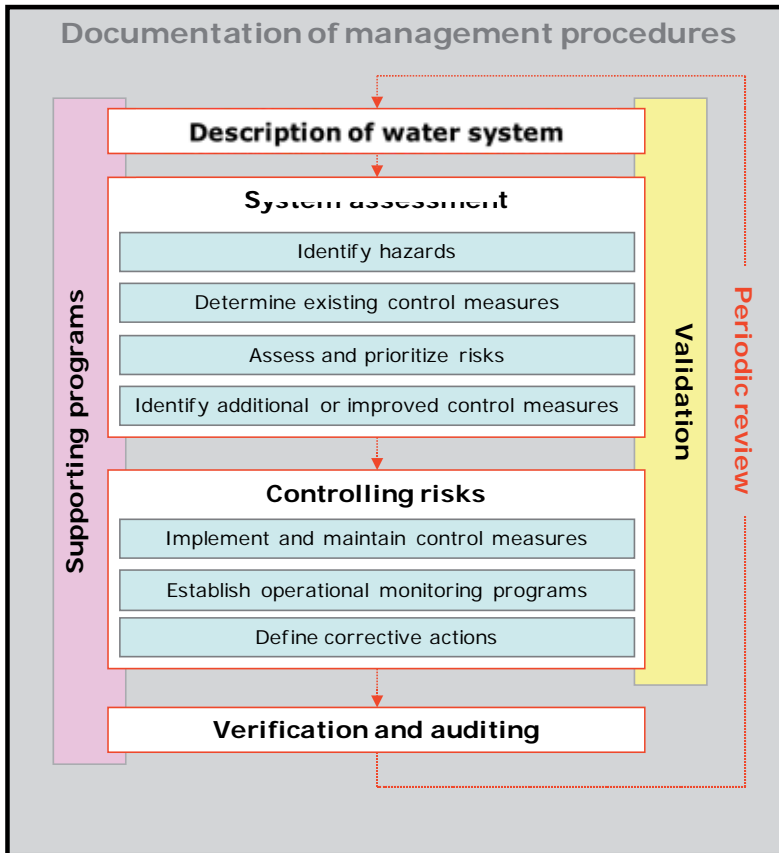 Documentation of management procedures
Description of water system
System assessment
Identify hazards
Determine existing control measures
Assess and prioritize risks
Identify additional or improved control measures
Controlling risks
Implement and maintain control measures
Establish operational monitoring programs
Define corrective actions
Verification and auditing
Supporting programs
Validation
Periodic review